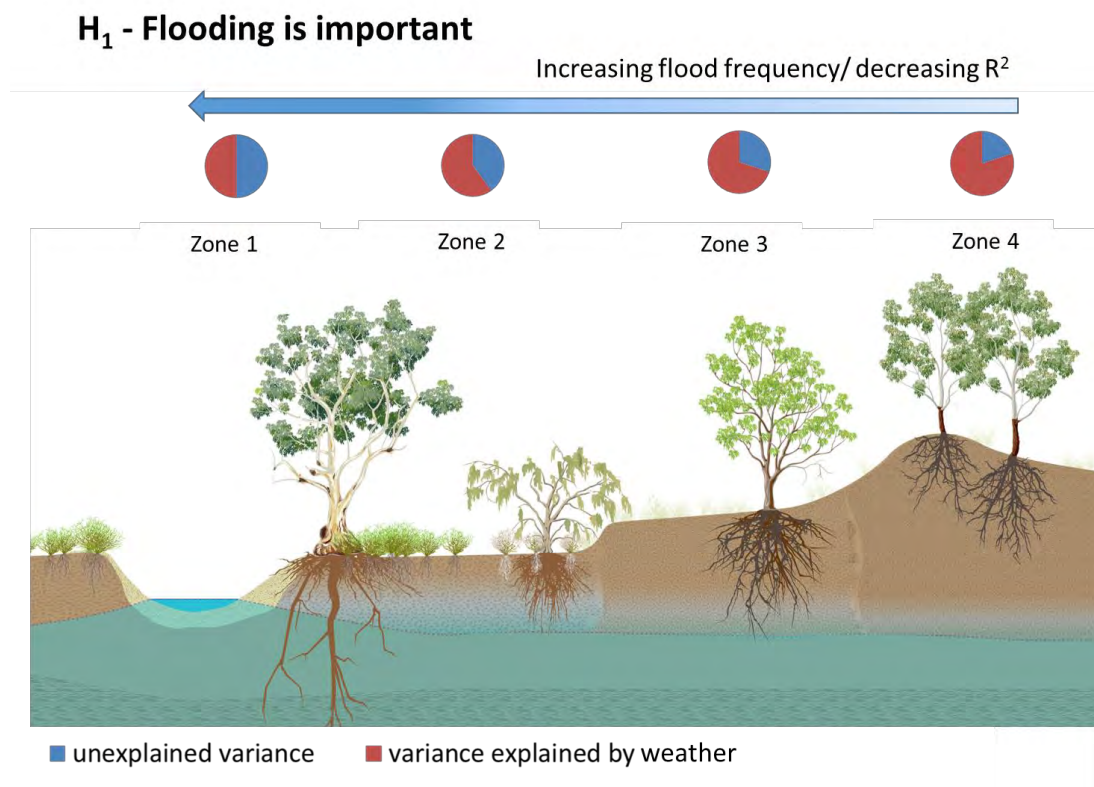 H₁ - Flooding is important
Increasing flood frequency/ decreasing R²
Zone 1
Zone 2
Zone 3
Zone 4
unexplained variance
variance explained by weather